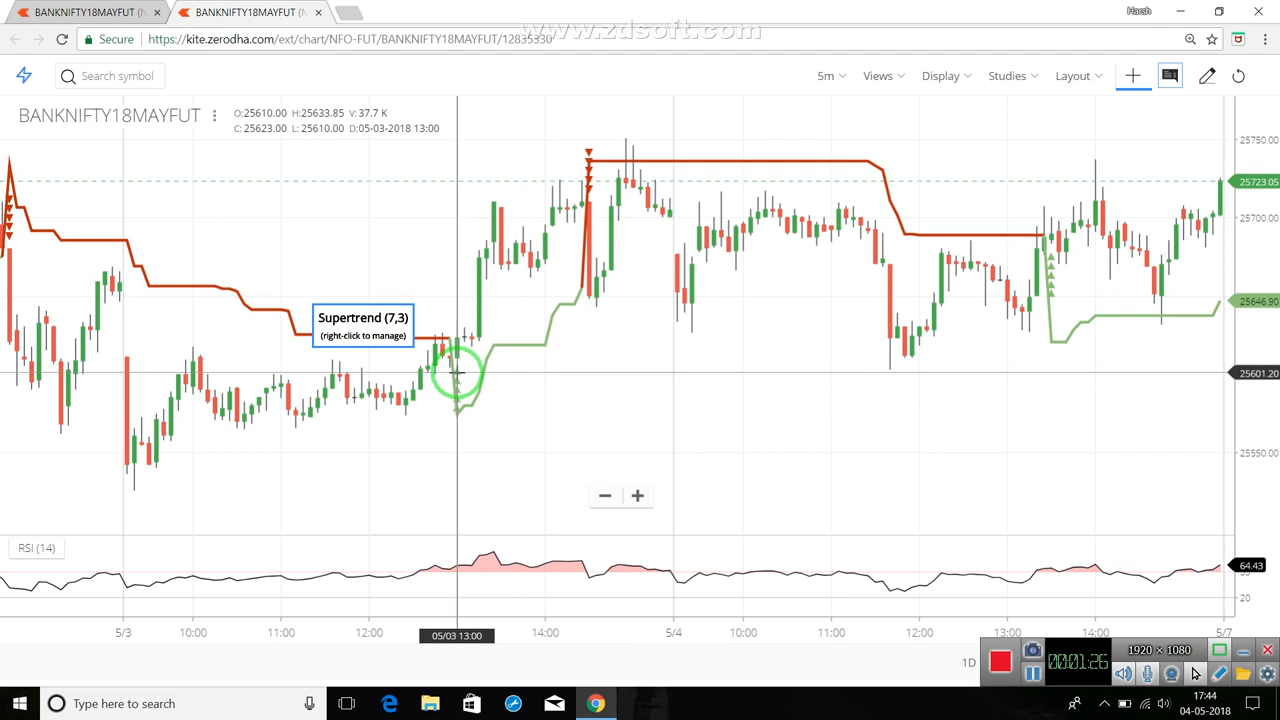 BANKNIFTY18MAYFUT (N
BANKNIFTY18MAYFUT (N
Harsh
Secure
https://kite.zerodha.com/ext/chart/NFO-FUT/BANKNIFTY18MAYFUT/12835330
www.zdsoft.com
Search symbol
5m
Views
Display
Studies
Layout
BANKNIFTY18MAYFUT
O:25610.00 H:25633.85 V:37.7 K
C:25623.00 L: 25610.00 D:05-03-2018 13:00
25750.00
25723.05
25700.00
25646.90
25601.20
25550.00
Supertrend (7,3)
(right-click to manage)
RSI (14)
64.43
20
5/3
10:00
11:00
12:00
05/03 13:00
14:00
5/4
10:00
11:00
12:00
13:00
14:00
5/7
1D
00:01:26
1920 × 1080
Type here to search
17:44
04-05-2018